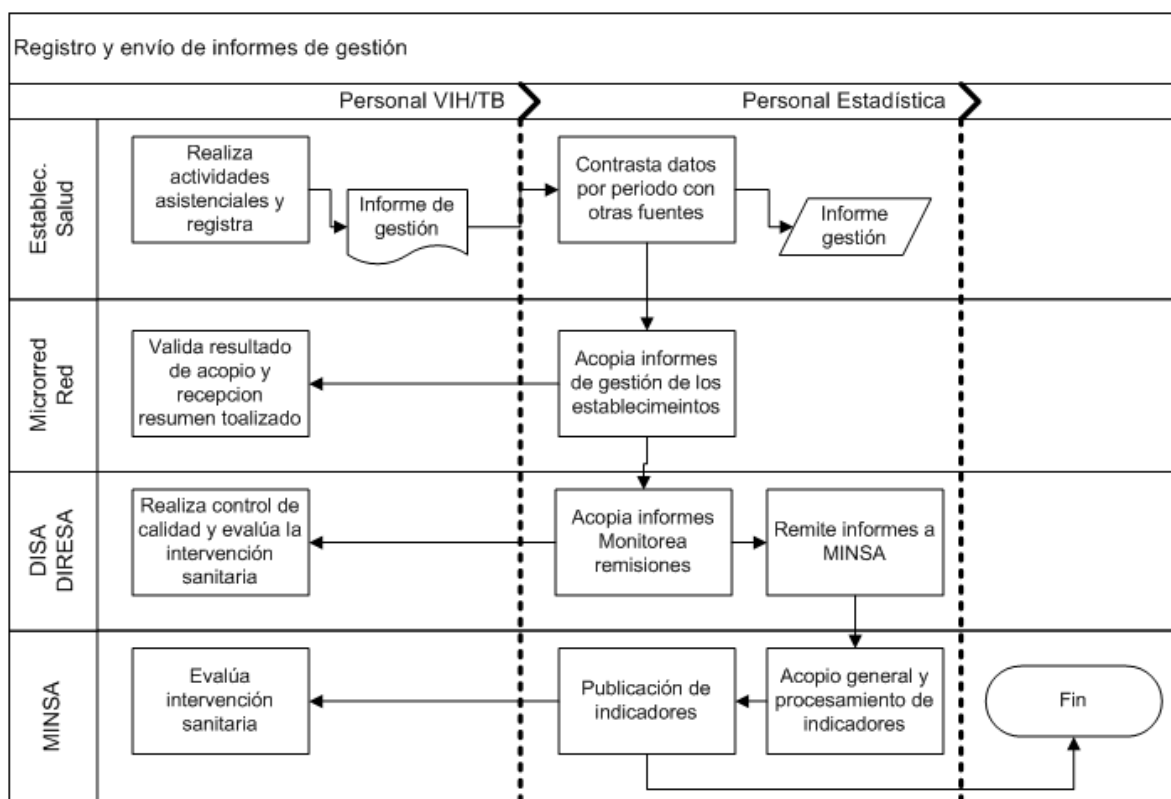 Registro y envío de informes de gestión
Personal VIH/TB
Personal Estadística
Establec.
Salud
Realiza
actividades
asistenciales y
registra
Informe de
gestión
Contrasta datos
por periodo con
otras fuentes
Informe
gestión
Microrred
Red
Valida resultado
de acopio y
recepcion
resumen toalizado
Acopia informes
de gestión de los
establecimeintos
DISA
DIRESA
Realiza control de
calidad y evalúa la
intervención
sanitaria
Acopia informes
Monitorea
remisiones
Remite informes a
MINSA
MINSA
Evalúa
intervención
sanitaria
Publicación de
indicadores
Acopio general y
procesamiento de
indicadores
Fin